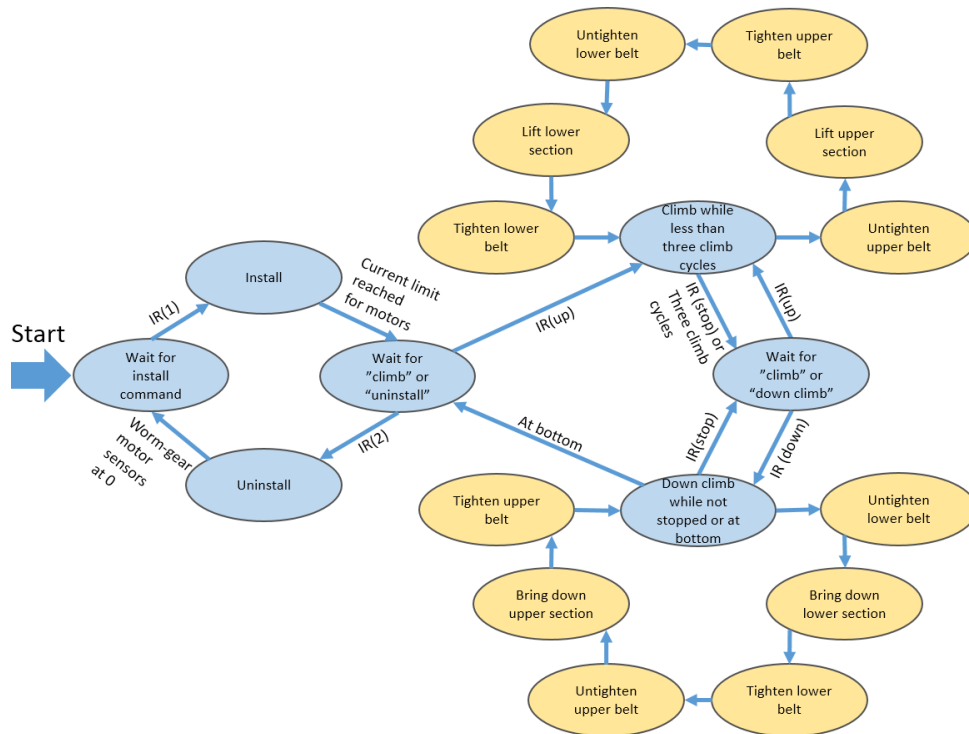 Untighten
lower belt
Tighten upper
belt
Lift lower
section
Lift upper
section
Tighten lower
belt
Climb while
less than
three climb
cycles
Untighten
upper belt
Install
Current limit
reached
for motors
IR(1)
IR(up)
IR (stop) or
Three climb
cycles
IR(up)
Start
Wait for
install
command
Wait for
”climb” or
“uninstall”
Wait for
”climb” or
“down climb”
Worm-gear
motor
sensors
at 0
IR(2)
At bottom
IR(stop)
IR (down)
Uninstall
Tighten upper
belt
Down climb
while not
stopped or at
bottom
Untighten
lower belt
Bring down
upper section
Bring down
lower section
Untighten
upper belt
Tighten lower
belt